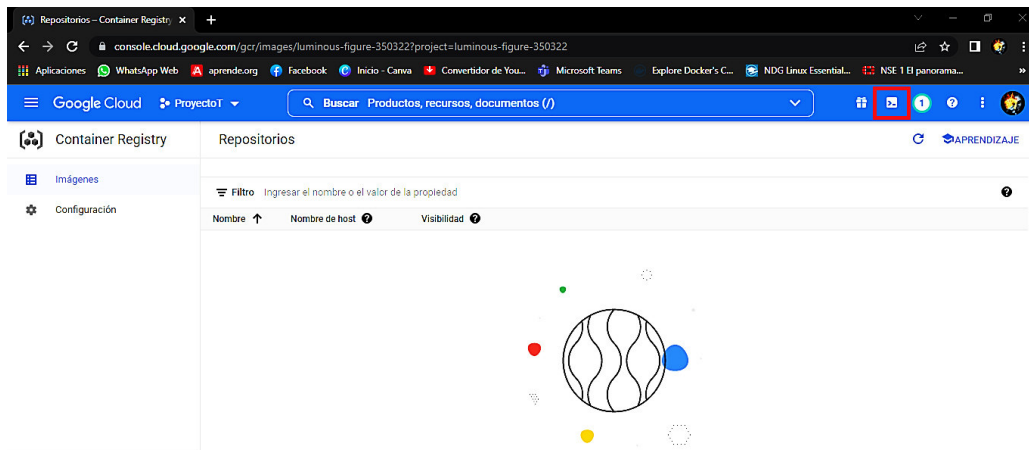 Repositorios – Container Registry
console.cloud.google.com/gcr/images/luminous-figure-350322?project=luminous-figure-350322
Aplicaciones WhatsApp Web aprende.org Facebook Inicio - Canva Convertidor de You... Microsoft Teams Explore Docker's C... NDG Linux Essential... NSE 1 El panorama... »
Google Cloud ProyectoT Buscar Productos, recursos, documentos (/) 1
Container Registry Repositorios APRENDIZAJE
Imágenes
Filtro Ingresar el nombre o el valor de la propiedad
Configuración
Nombre Nombre de host Visibilidad